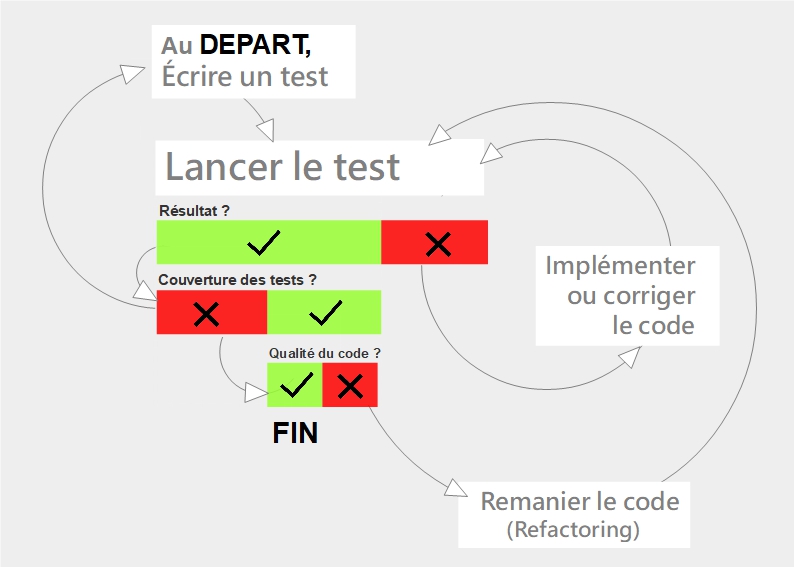 Au DEPART,
Écrire un test
Lancer le test
Résultat ?
Couverture des tests ?
Qualité du code ?
FIN
Implémenter
ou corriger
le code
Remanier le code
(Refactoring)